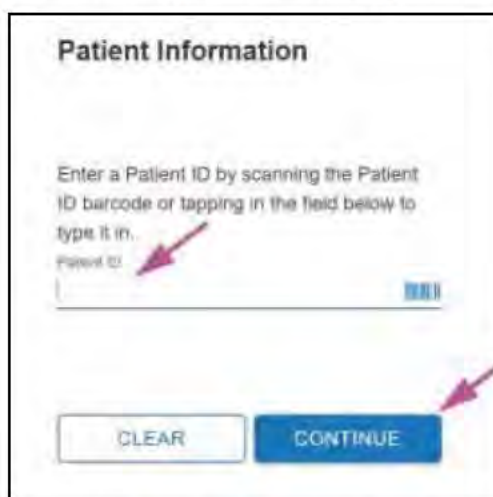 Patient Information
Enter a Patient ID by scanning the Patient
ID barcode or tapping in the field below to
type it in.
Patient ID
CLEAR
CONTINUE